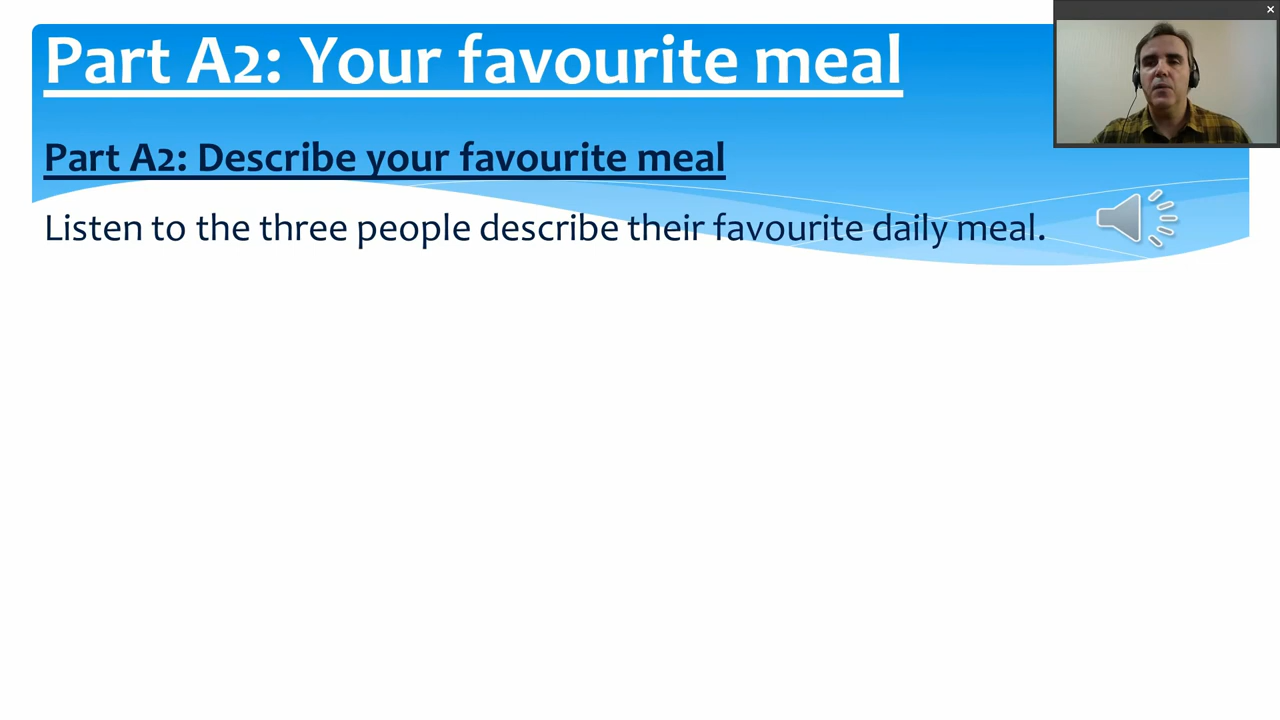 Part A2: Your favourite meal
Part A2: Describe your favourite meal
Listen to the three people describe their favourite daily meal.